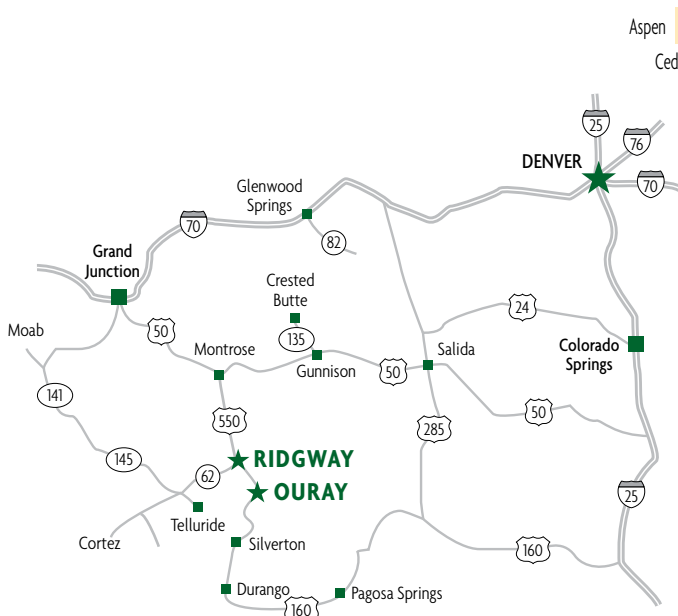 Aspen
Ced
25
76
DENVER
70
Glenwood
Springs
70
82
Grand
Junction
Crested
Butte
24
Moab
50
135
Montrose
Gunnison
50
Salida
Colorado
Springs
141
550
285
50
145
62
RIDGWAY
OURAY
25
Telluride
Cortez
Silverton
160
Durango
160
Pagosa Springs